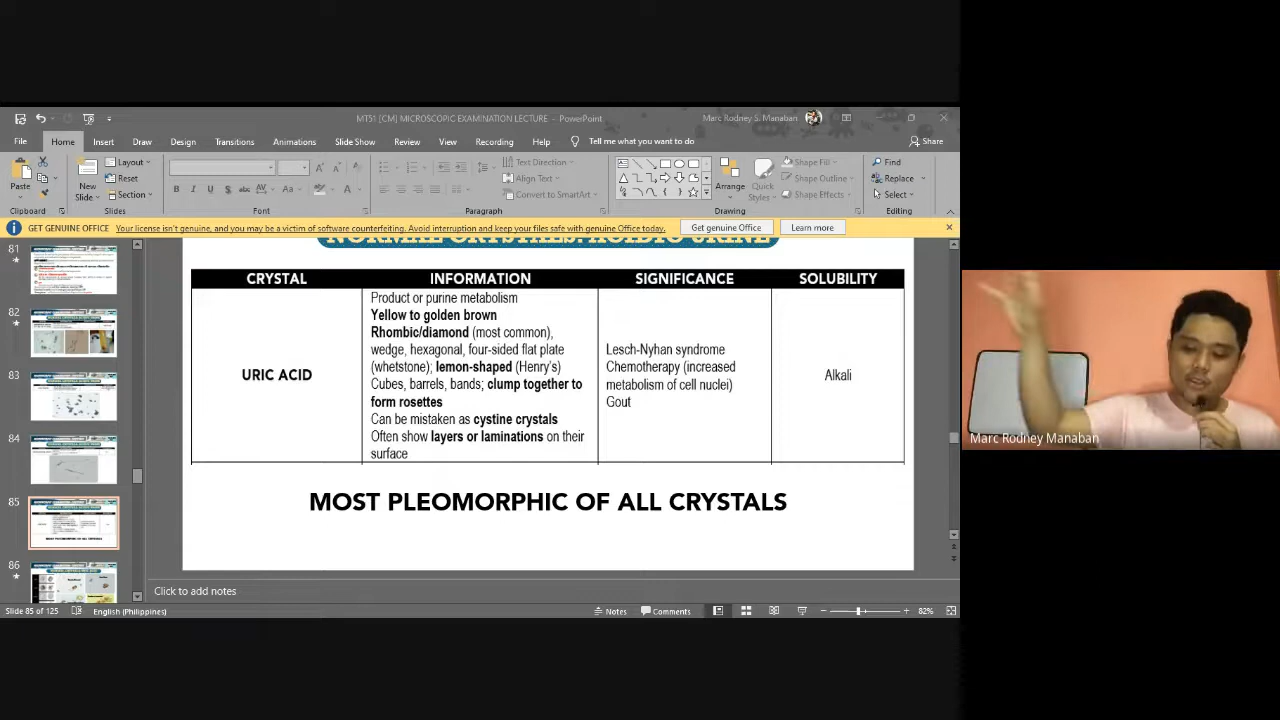 MT51 [CM] MICROSCOPIC EXAMINATION LECTURE - PowerPoint
Marc Rodney S. Manaban
File Home Insert Draw Design Transitions Animations Slide Show Review View Recording Help Tell me what you want to do
Share
Paste
New
Slide
Layout
Reset
Section
Text Direction
Align Text
Convert to SmartArt
Arrange
Quick
Styles
Shape Fill
Shape Outline
Shape Effects
Find
Replace
Select
Clipboard Slides Font Paragraph Drawing Editing
GET GENUINE OFFICE Your license isn't genuine, and you may be a victim of software counterfeiting. Avoid interruption and keep your files safe with genuine Office today. Get genuine Office Learn more
81
82
83
84
85
86
CRYSTAL INFORMATION SIGNIFICANCE SOLUBILITY
URIC ACID
Product or purine metabolism
Yellow to golden brown
Rhombic/diamond (most common),
wedge, hexagonal, four-sided flat plate
(whetstone); lemon-shaped (Henry's)
Cubes, barrels, bands; clump together to
form rosettes
Can be mistaken as cystine crystals
Often show layers or laminations on their
surface
Lesch-Nyhan syndrome
Chemotherapy (increased
metabolism of cell nuclei)
Gout
Alkali
MOST PLEOMORPHIC OF ALL CRYSTALS
Click to add notes
Slide 85 of 125 English (Philippines) Notes Comments 82%
Marc Rodney Manaban